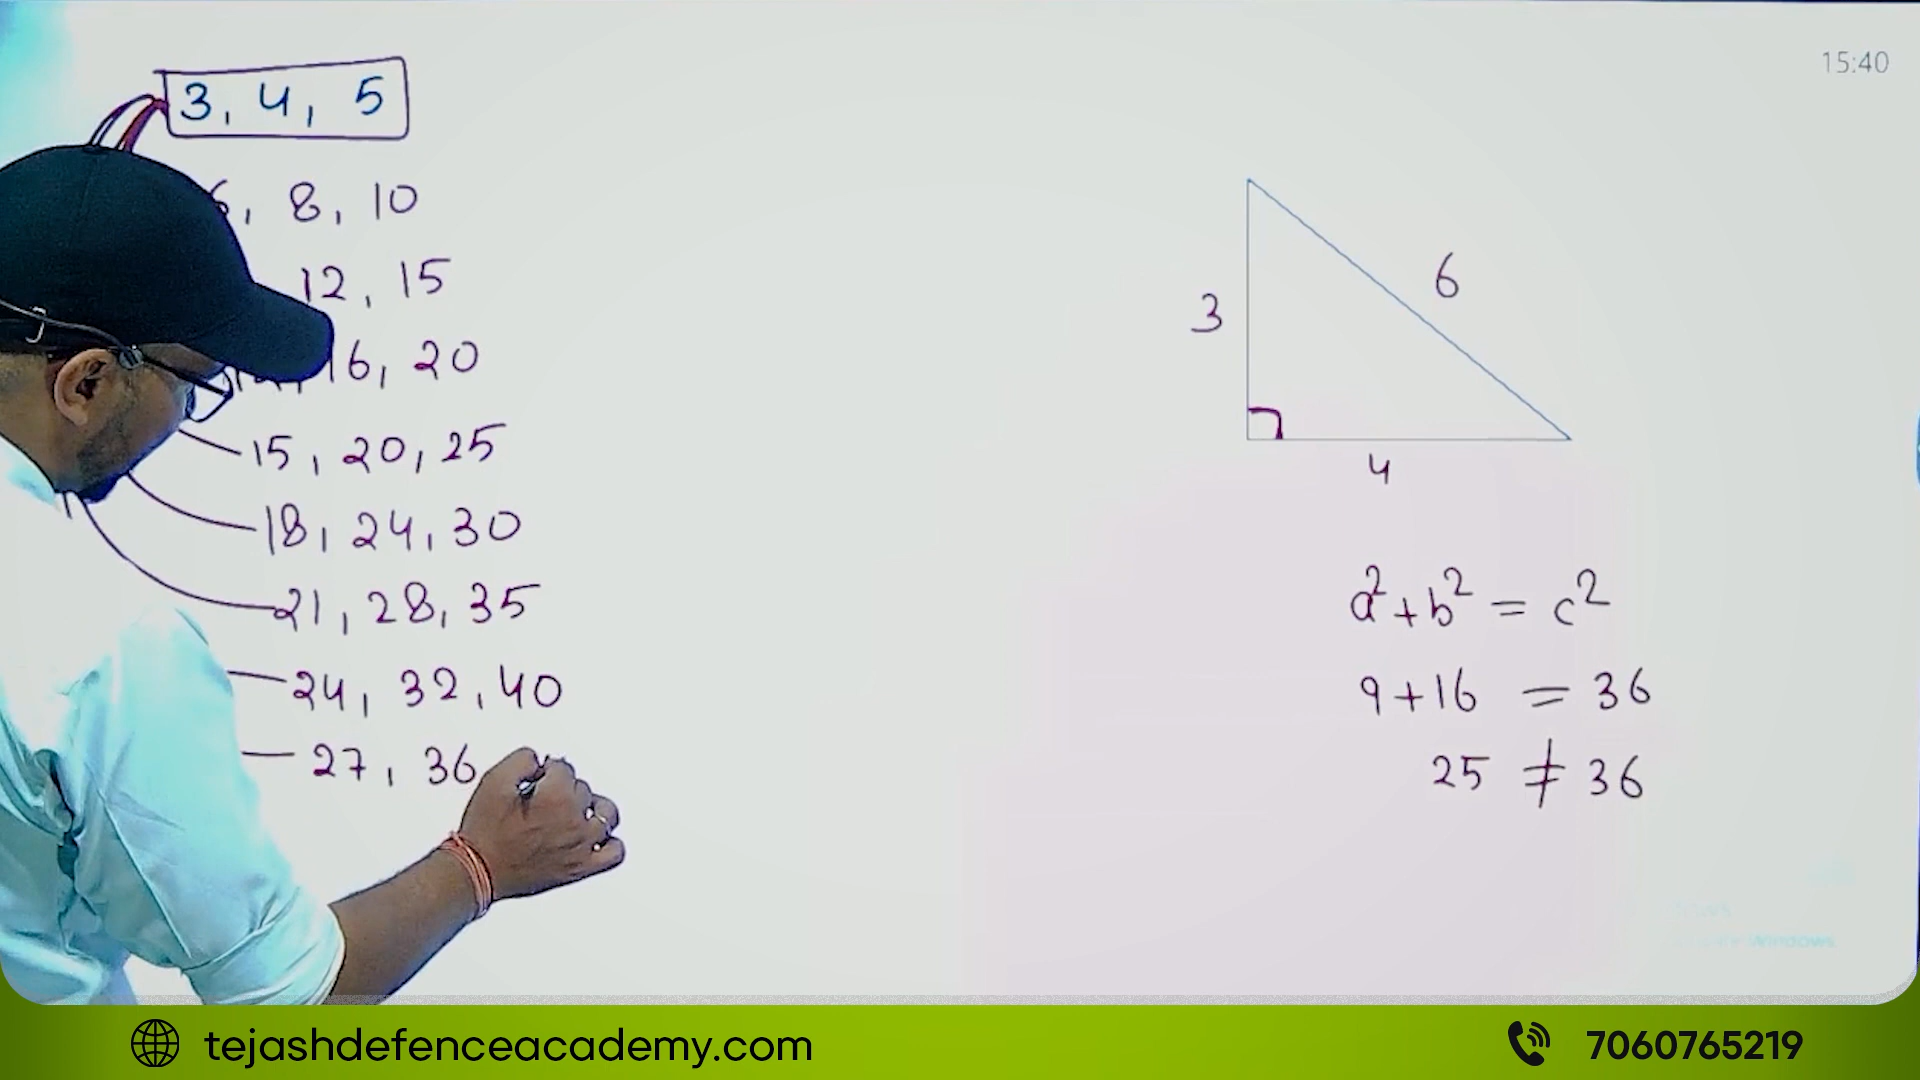 3, 4, 5
6, 8, 10
12, 15
16, 20
15, 20, 25
18, 24, 30
21, 28, 35
24, 32, 40
27, 36
15:40
3
6
4
a²+b² = c²
9+16 = 36
25 ≠ 36
tejashdefenceacademy.com
7060765219